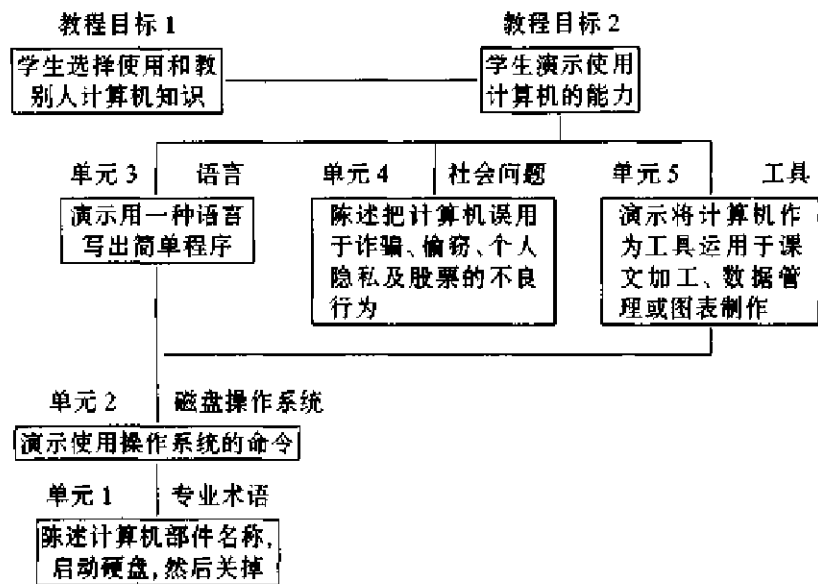 教程目标 1
教程目标 2
学生选择使用和教
别人计算机知识
学生演示使用
计算机的能力
单元 3 语言
单元 4 社会问题
单元 5 工具
演示用一种语言
写出简单程序
陈述把计算机误用
于诈骗、偷窃、个人
隐私及股票的不良
行为
演示将计算机作
为工具运用于课
文加工、数据管
理或图表制作
单元 2 磁盘操作系统
演示使用操作系统的命令
单元 1 专业术语
陈述计算机部件名称,
启动硬盘,然后关掉